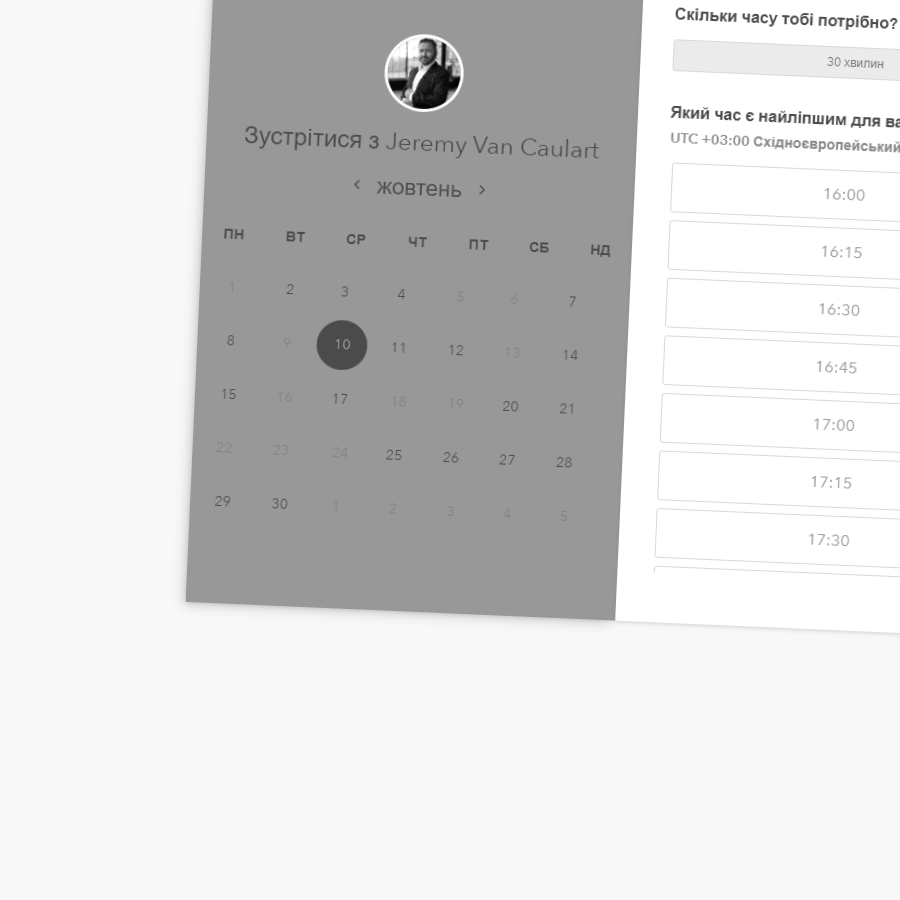 Зустрітися з Jeremy Van Caulart
< жовтень >
ПН ВТ СР ЧТ ПТ СБ НД
1 2 3 4 5 6 7
8 9 10 11 12 13 14
15 16 17 18 19 20 21
22 23 24 25 26 27 28
29 30 1 2 3 4 5
Скільки часу тобі потрібно?
30 хвилин
Який час є найліпшим для
UTC +03:00 Східноєвропейський
16:00
16:15
16:30
16:45
17:00
17:15
17:30